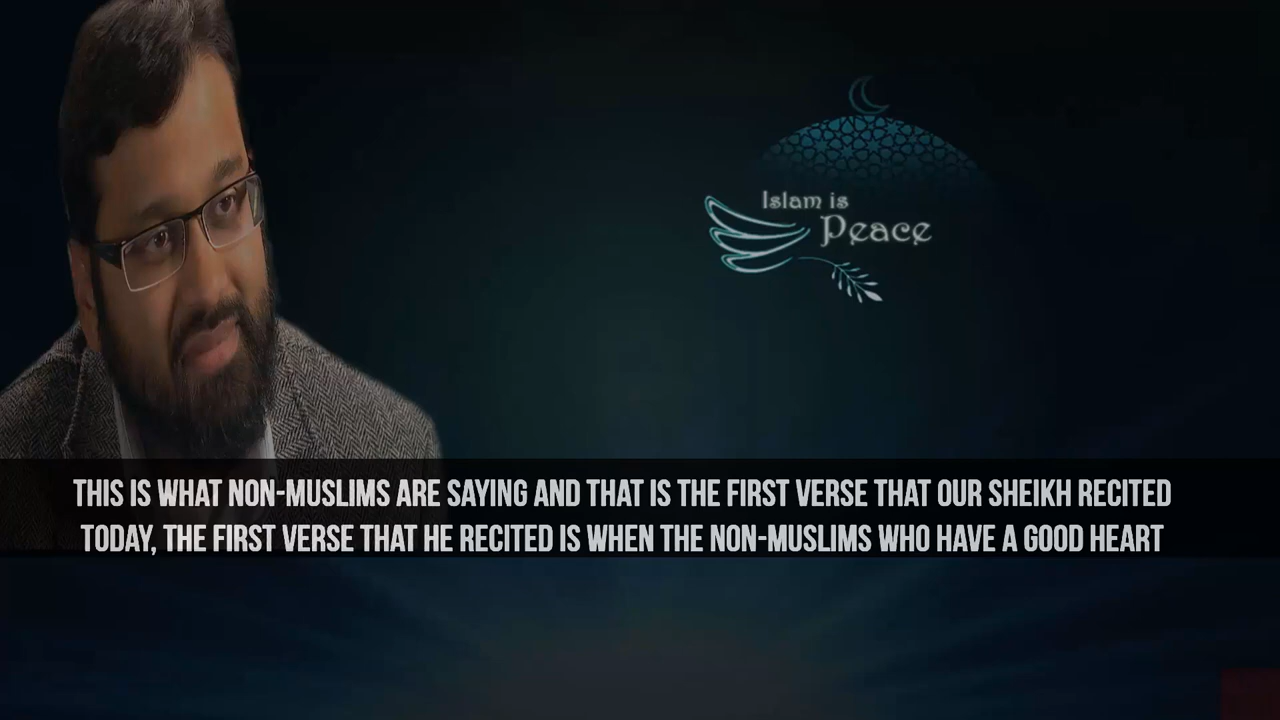 Islam is
Peace
THIS IS WHAT NON-MUSLIMS ARE SAYING AND THAT IS THE FIRST VERSE THAT OUR SHEIKH RECITED
TODAY, THE FIRST VERSE THAT HE RECITED IS WHEN THE NON-MUSLIMS WHO HAVE A GOOD HEART